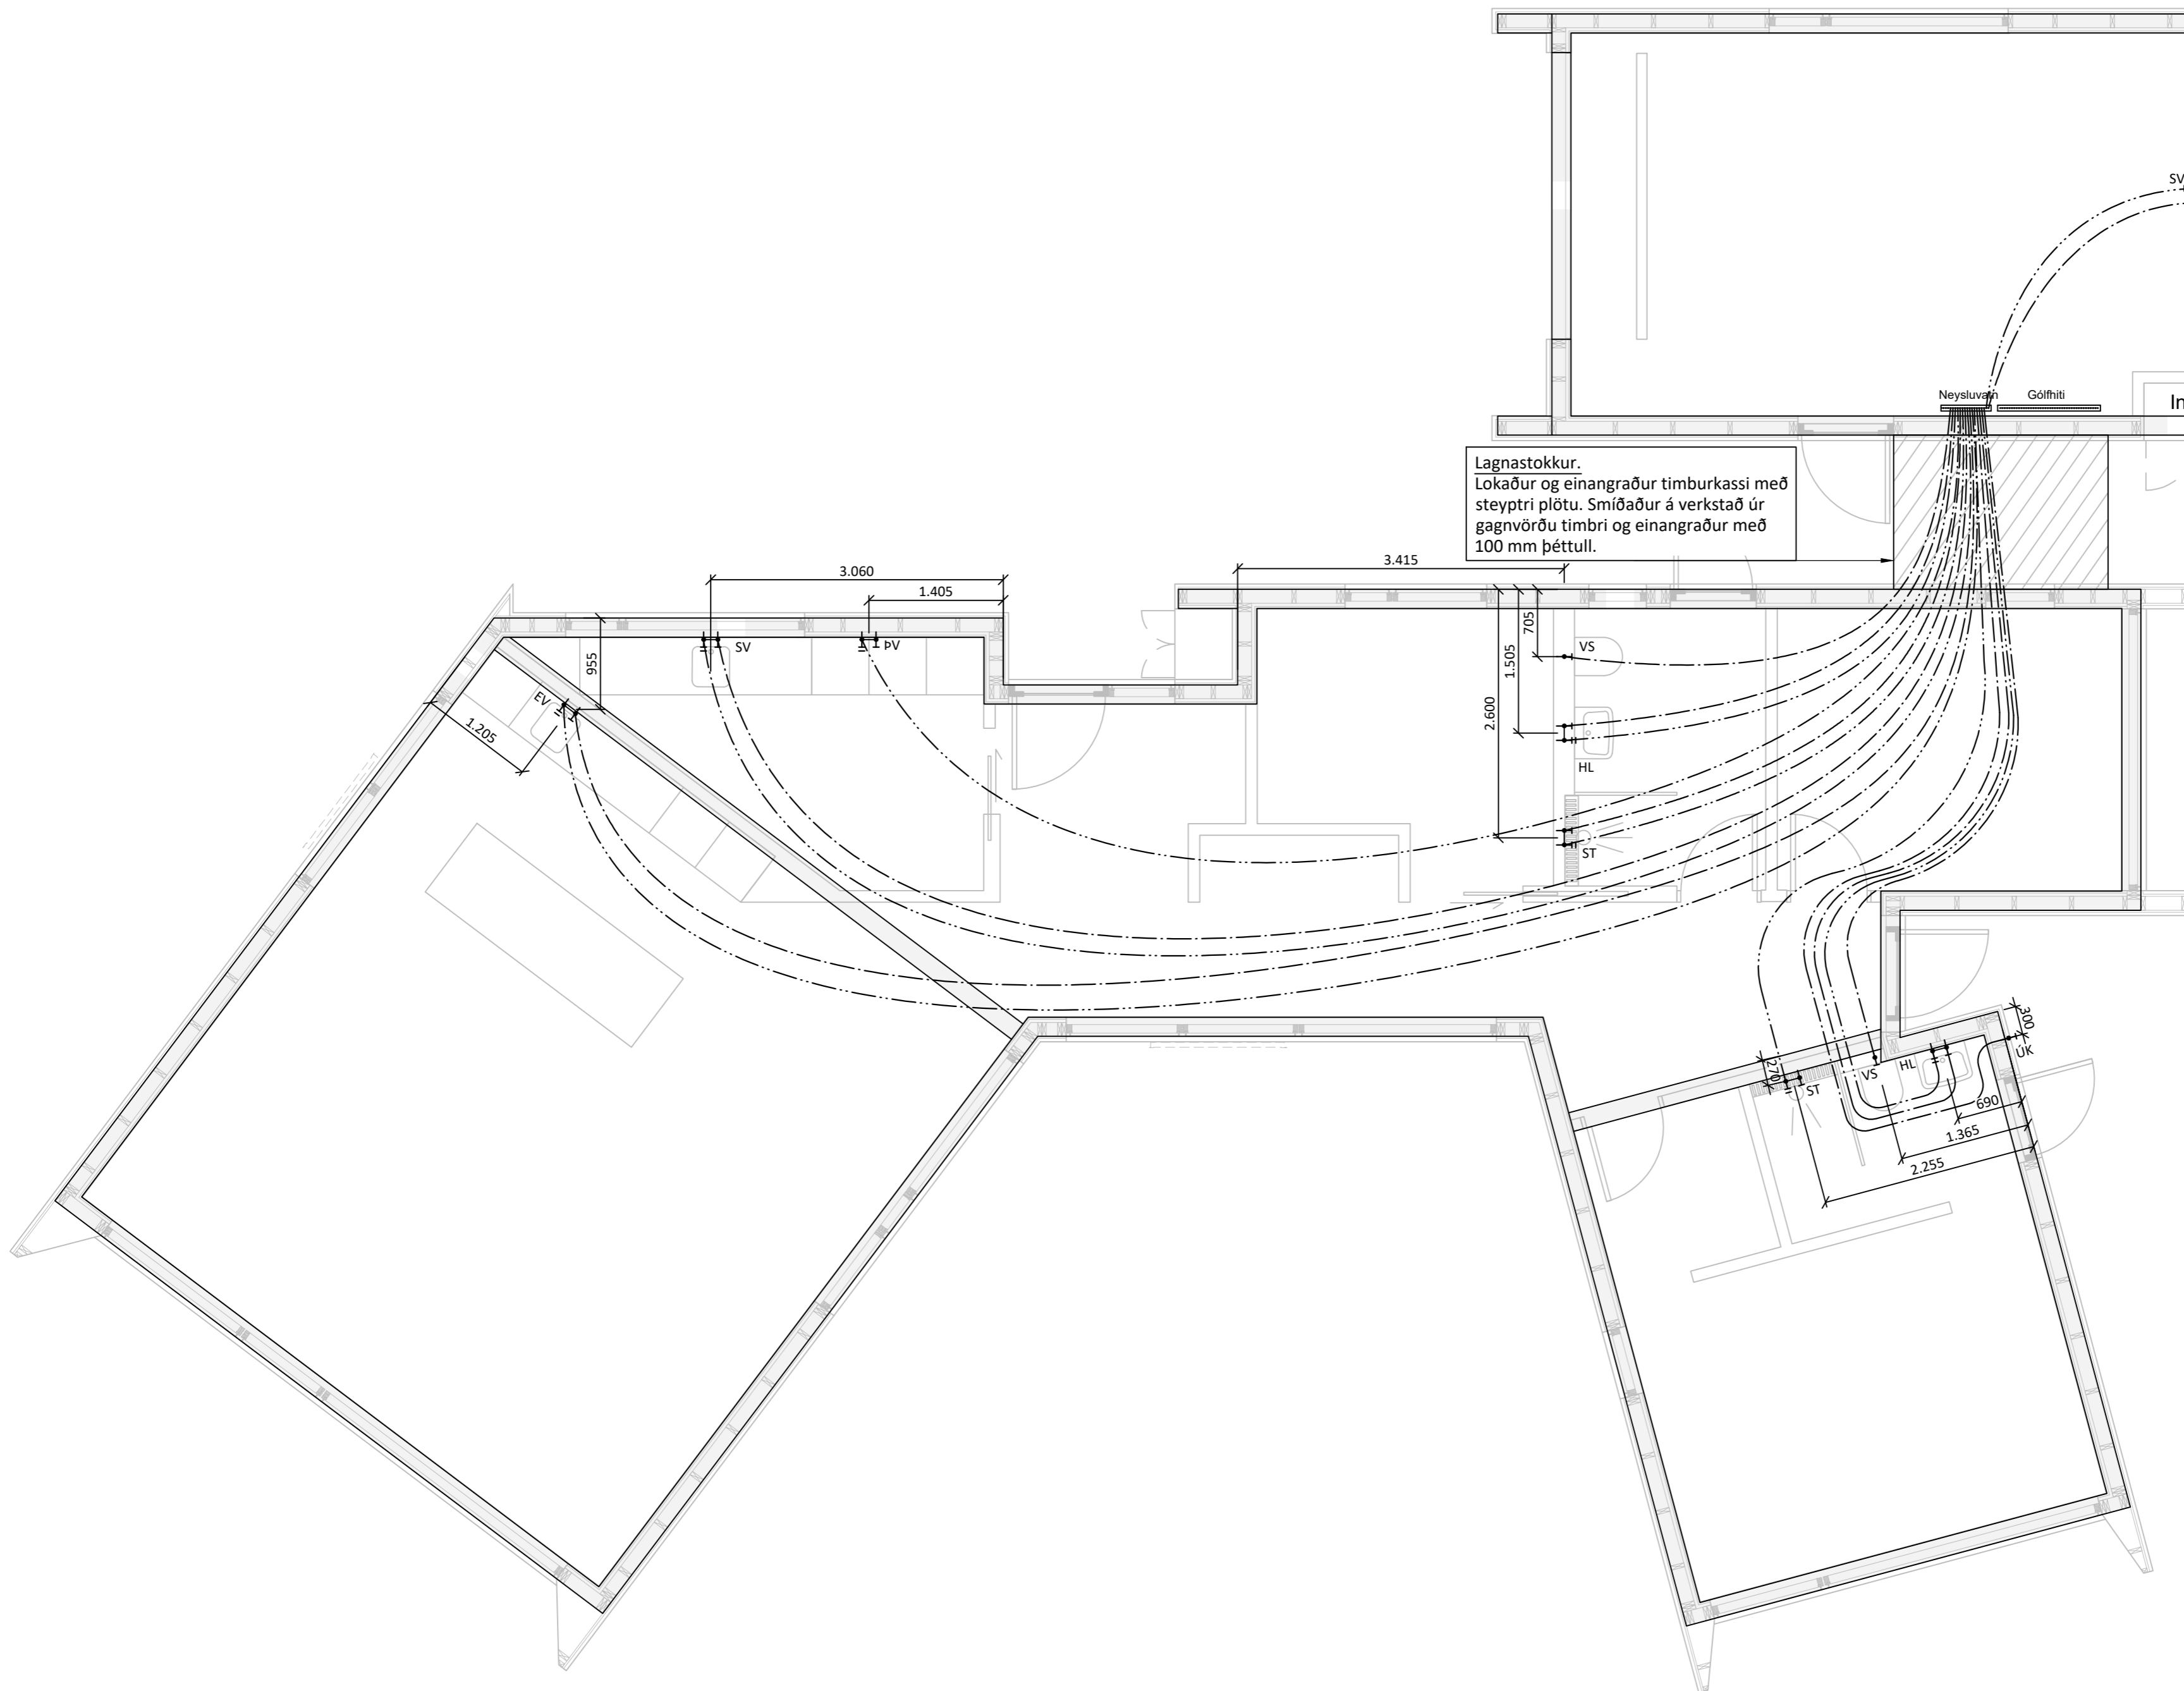 SV
Neysluvatn
Gólfhiti
In
Lagnastokkur.
Lokaður og einangraður timburkassi með
steyptri plötu. Smíðaður á verkstað úr
gagnvörðu timbri og einangraður með
100 mm þéttull.
3.060
3.415
1.405
705
VS
955
SV
ÞV
1.505
EV
2.600
1.205
HL
ST
300
ÚK
270
VS
HL
ST
690
1.365
2.255